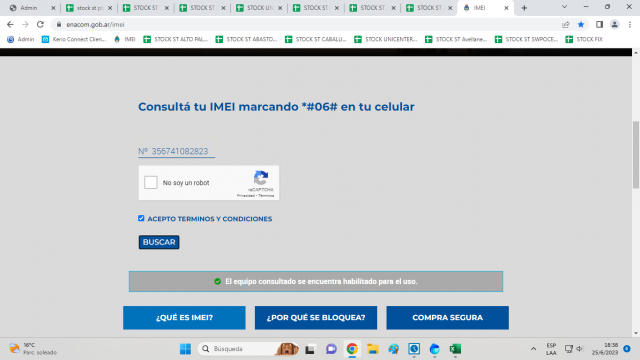 Admin
stock st pl
STOCK ST
STOCK ST
STOCK ST
STOCK UNI
STOCK ST
STOCK ST
STOCK ST
IMEI
enacom.gob.ar/imei
Admin
Kerio Connect Clien...
IMEI
STOCK ST ALTO PAL...
STOCK ST ABASTO...
STOCK ST CABALLI...
STOCK UNICENTER...
STOCK ST Avellane...
STOCK ST SWPOCE...
STOCK FIX
Consultá tu IMEI marcando *#06# en tu celular
Nº 356741082823
No soy un robot
reCAPTCHA
Privacidad - Términos
ACEPTO TERMINOS Y CONDICIONES
BUSCAR
El equipo consultado se encuentra habilitado para el uso.
¿QUÉ ES IMEI?
¿POR QUÉ SE BLOQUEA?
COMPRA SEGURA
16°C
Parc. soleado
Búsqueda
ESP
LAA
18:38
25/6/2023